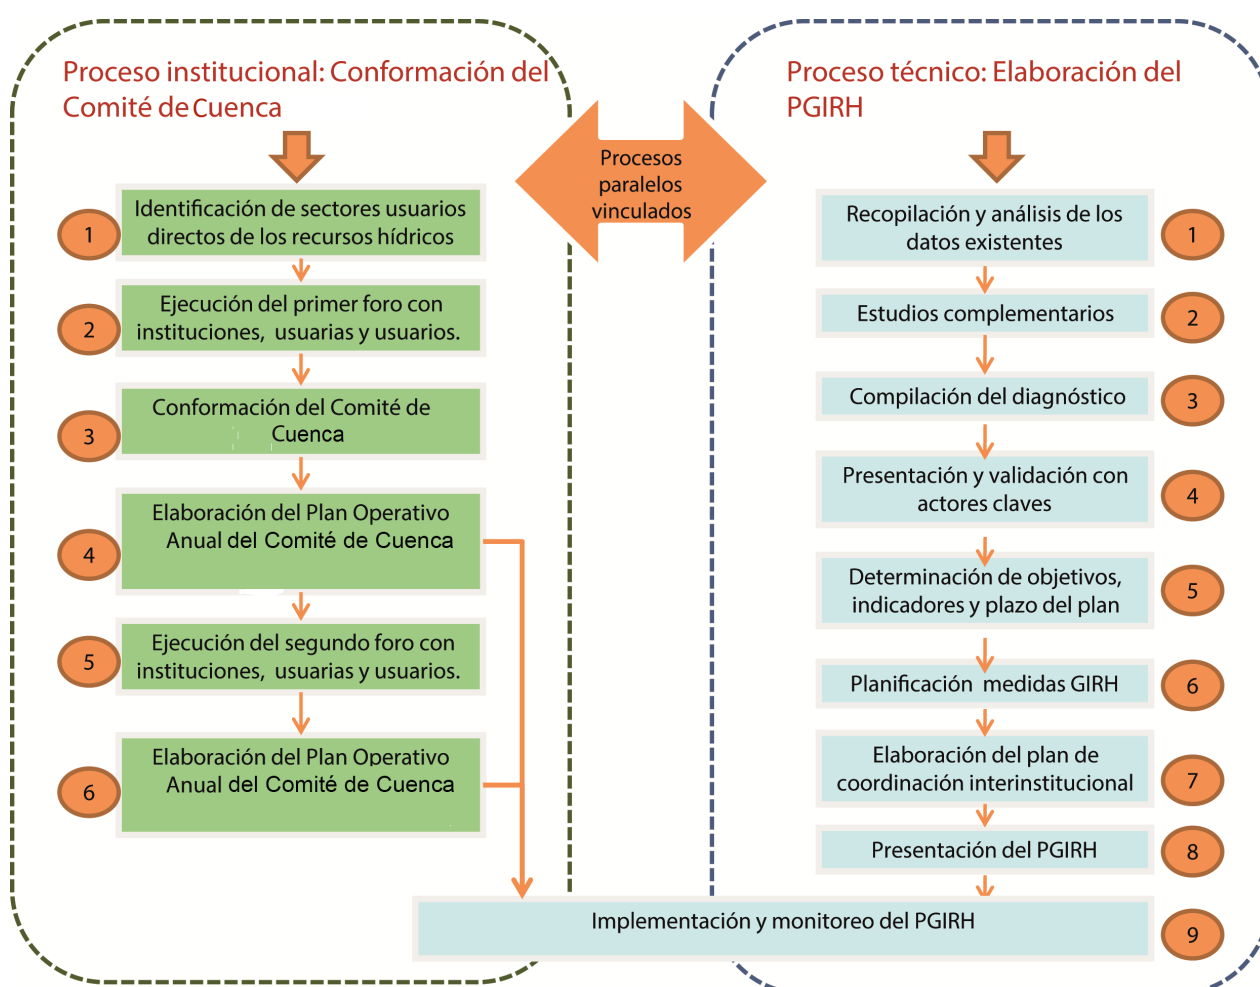 Proceso institucional: Conformación del
Comité de Cuenca
1
Identificación de sectores usuarios
directos de los recursos hídricos
2
Ejecución del primer foro con
instituciones, usuarias y usuarios.
3
Conformación del Comité de
Cuenca
4
Elaboración del Plan Operativo
Anual del Comité de Cuenca
5
Ejecución del segundo foro con
instituciones, usuarias y usuarios.
6
Elaboración del Plan Operativo
Anual del Comité de Cuenca
Procesos
paralelos
vinculados
Proceso técnico: Elaboración del
PGIRH
Recopilación y análisis de los
datos existentes
1
Estudios complementarios
2
Compilación del diagnóstico
3
Presentación y validación con
actores claves
4
Determinación de objetivos,
indicadores y plazo del plan
5
Planificación medidas GIRH
6
Elaboración del plan de
coordinación interinstitucional
7
Presentación del PGIRH
8
Implementación y monitoreo del PGIRH
9